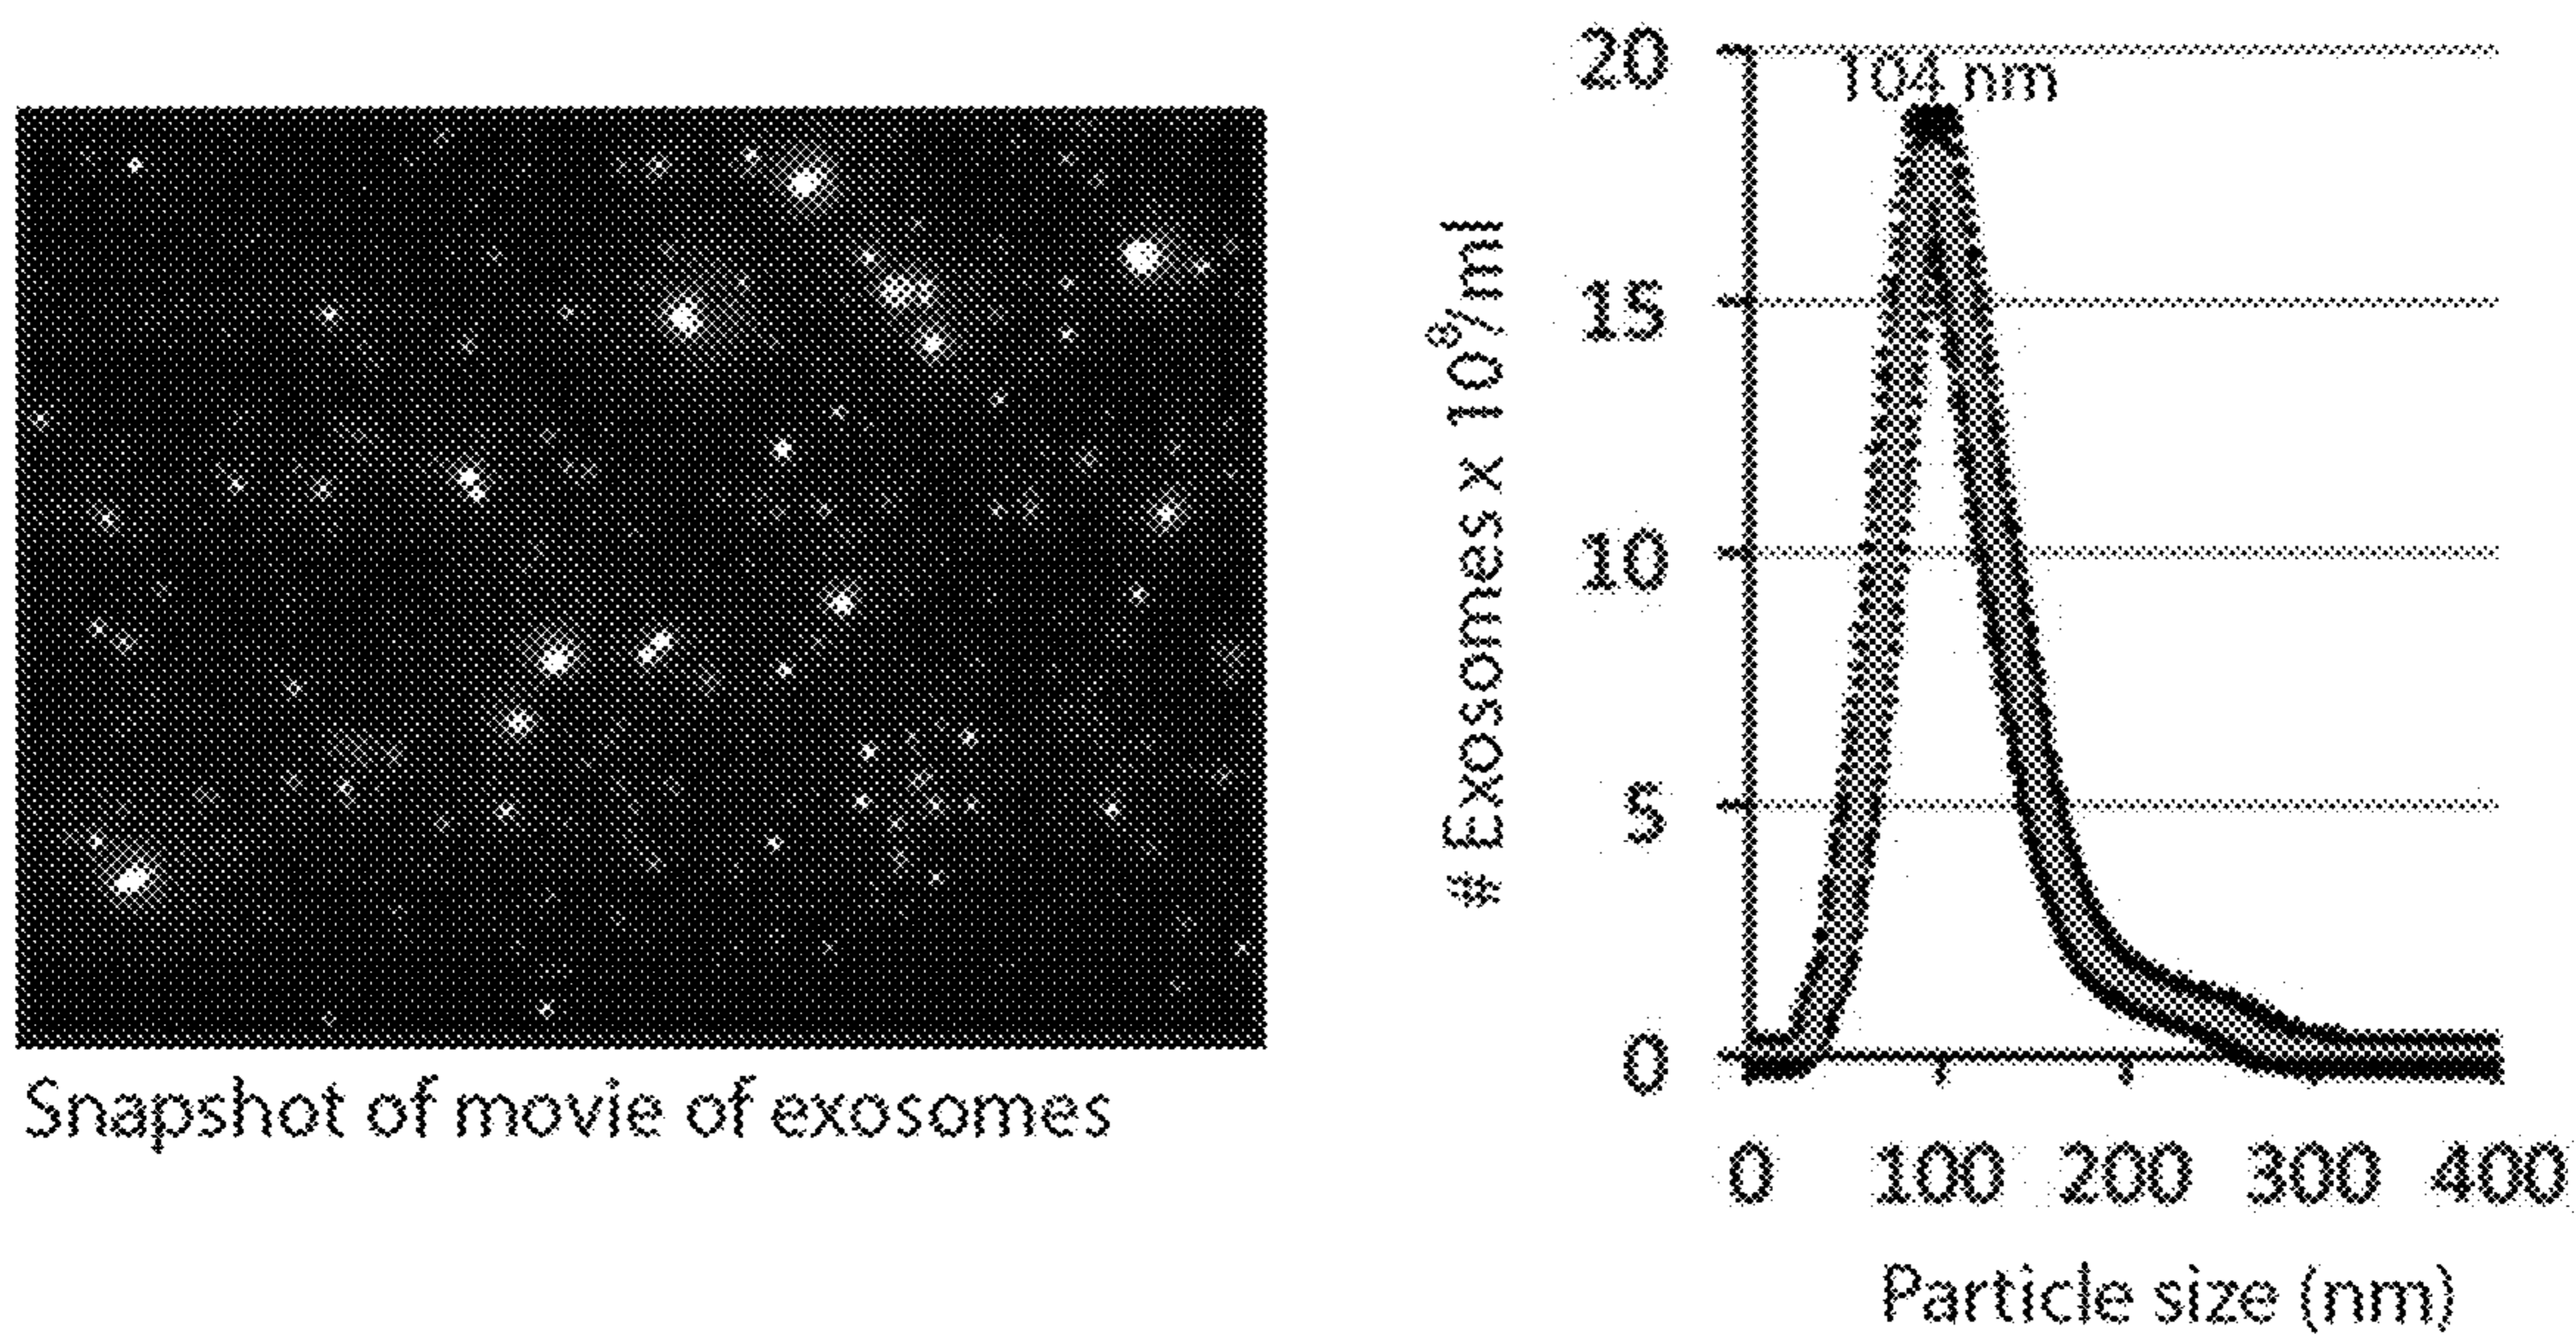 Snapshot of movie of exosomes
# Exosomes x 10⁸/ml
20
15
10
5
0
104 nm
0 100 200 300 400
Particle size (nm)